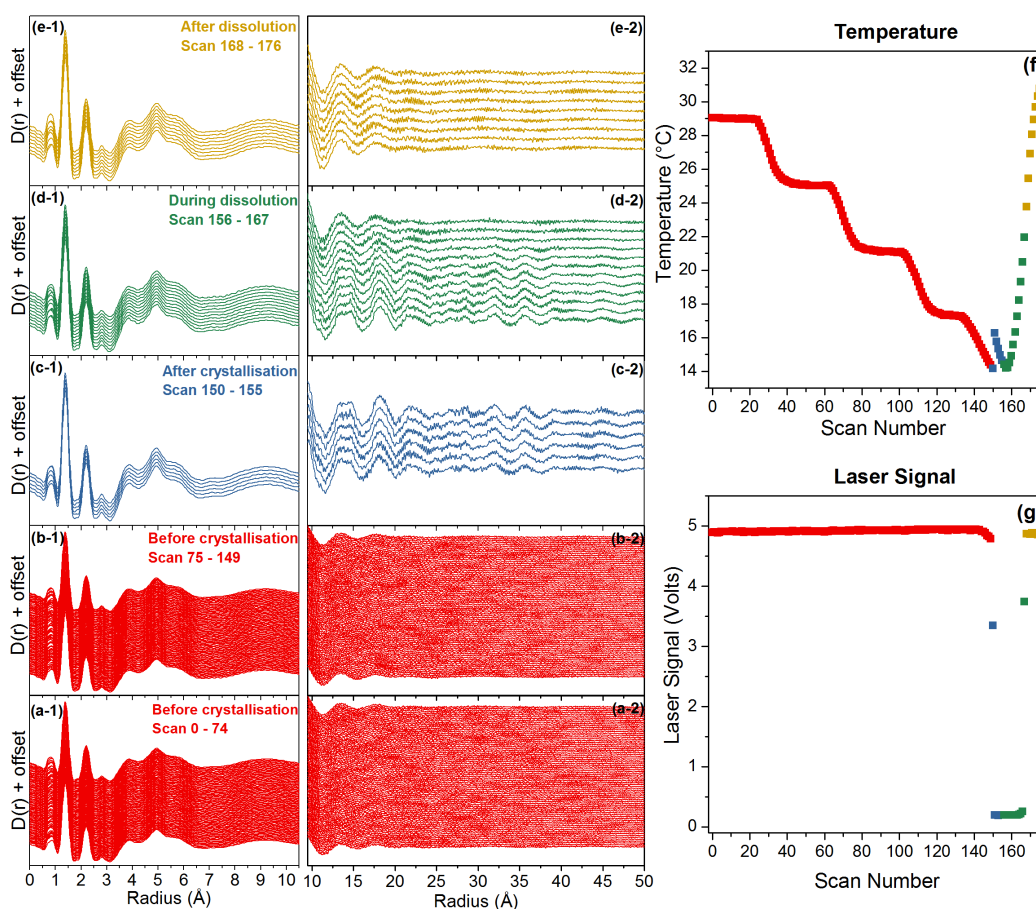 (e-1)
After dissolution
Scan 168 - 176
D(r) + offset
(e-2)
(d-1)
During dissolution
Scan 156 - 167
D(r) + offset
(d-2)
(c-1)
After crystallisation
Scan 150 - 155
D(r) + offset
(c-2)
(b-1)
Before crystallisation
Scan 75 - 149
D(r) + offset
(b-2)
(a-1)
Before crystallisation
Scan 0 - 74
D(r) + offset
(a-2)
0 1 2 3 4 5 6 7 8 9 10
Radius (Å)
10 15 20 25 30 35 40 45 50
Radius (Å)
Temperature
(f
Temperature (°C)
32
30
28
26
24
22
20
18
16
14
0 20 40 60 80 100 120 140 160
Scan Number
Laser Signal
(g
Laser Signal (Volts)
5
4
3
2
1
0
0 20 40 60 80 100 120 140 160
Scan Number